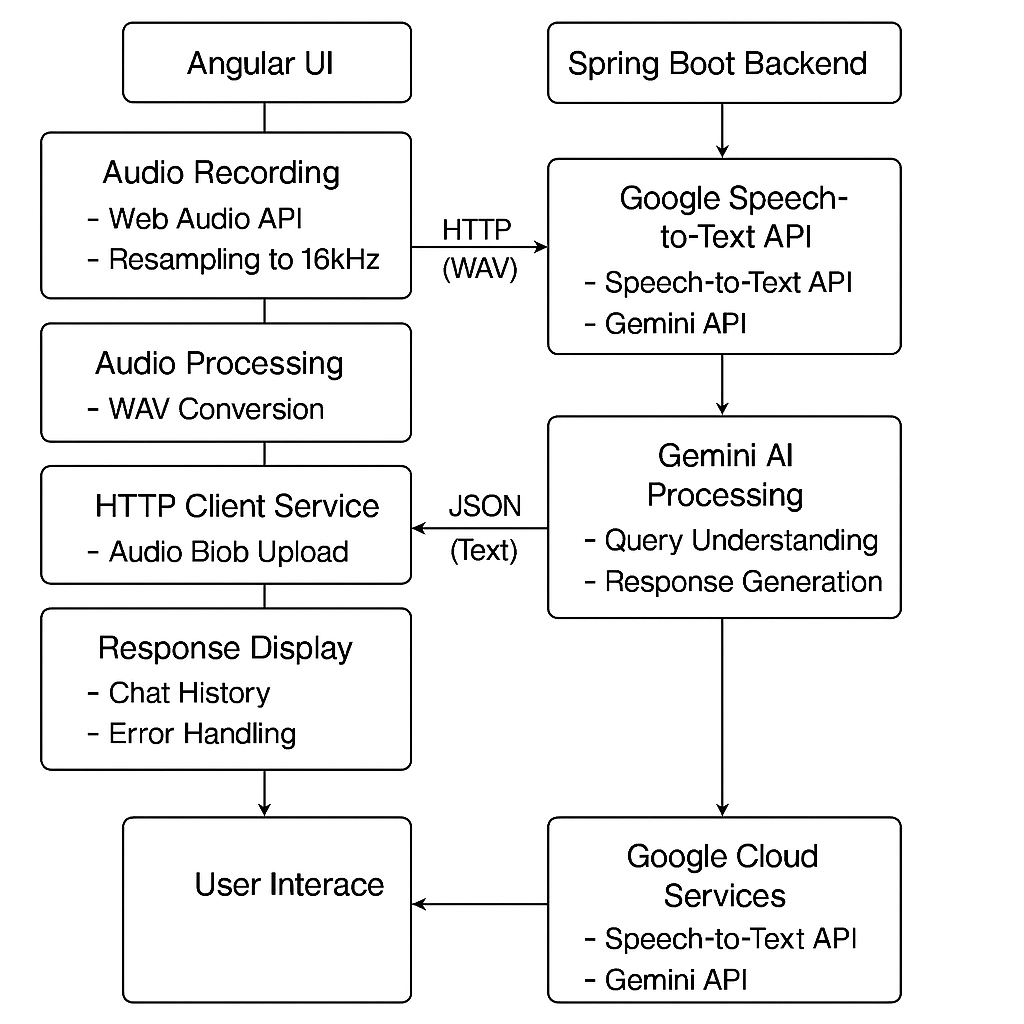 Angular UI
Audio Recording
- Web Audio API
- Resampling to 16kHz
Audio Processing
- WAV Conversion
HTTP Client Service
- Audio Biob Upload
Response Display
- Chat History
- Error Handling
User Interace
HTTP
(WAV)
JSON
(Text)
Spring Boot Backend
Google Speech-
to-Text API
- Speech-to-Text API
- Gemini API
Gemini AI
Processing
- Query Understanding
- Response Generation
Google Cloud
Services
- Speech-to-Text API
- Gemini API